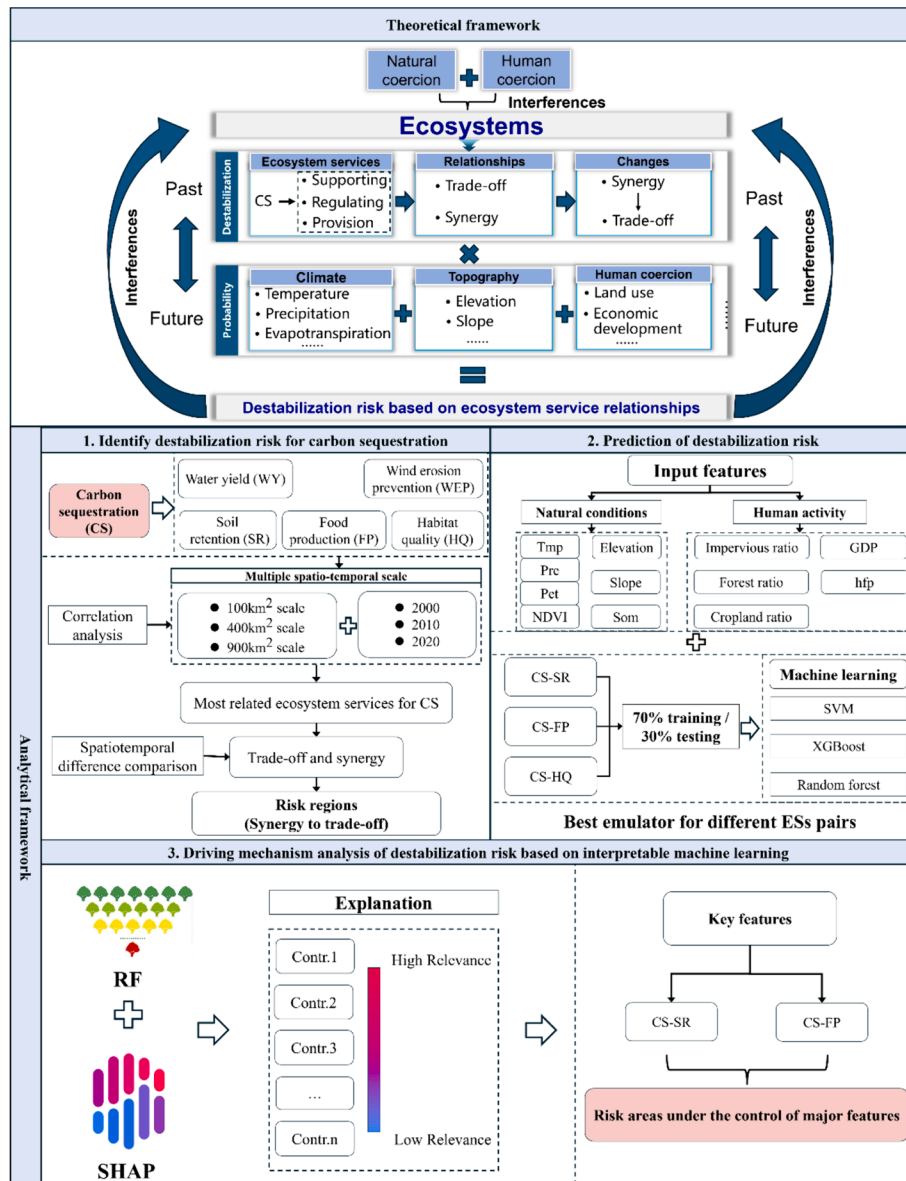 Theoretical framework
Natural coercion
Human coercion
Interferences
Ecosystems
Destabilization
Ecosystem services
CS
• Supporting
• Regulating
• Provision
Relationships
• Trade-off
• Synergy
Changes
• Synergy
• Trade-off
Past
Future
Interferences
Past
Future
Interferences
Probability
Climate
• Temperature
• Precipitation
• Evapotranspiration
......
Topography
• Elevation
• Slope
......
Human coercion
• Land use
• Economic
development
......
Destabilization risk based on ecosystem service relationships
Analytical framework
1. Identify destabilization risk for carbon sequestration
Carbon
sequestration
(CS)
Water yield (WY)
Wind erosion
prevention (WEP)
Soil
retention (SR)
Food
production (FP)
Habitat
quality (HQ)
Multiple spatio-temporal scale
Correlation
analysis
● 100km² scale
● 400km² scale
● 900km² scale
● 2000
● 2010
● 2020
Most related ecosystem services for CS
Spatiotemporal
difference comparison
Trade-off and synergy
Risk regions
(Synergy to trade-off)
2. Prediction of destabilization risk
Input features
Natural conditions
Human activity
Tmp
Elevation
Impervious ratio
GDP
Pre
Pet
Slope
Forest ratio
hfp
NDVI
Som
Cropland ratio
CS-SR
CS-FP
CS-HQ
70% training /
30% testing
Machine learning
SVM
XGBoost
Random forest
Best emulator for different ESs pairs
3. Driving mechanism analysis of destabilization risk based on interpretable machine learning
RF
SHAP
Explanation
Contr.1
Contr.2
Contr.3
...
Contr.n
High Relevance
Low Relevance
Key features
CS-SR
CS-FP
Risk areas under the control of major features